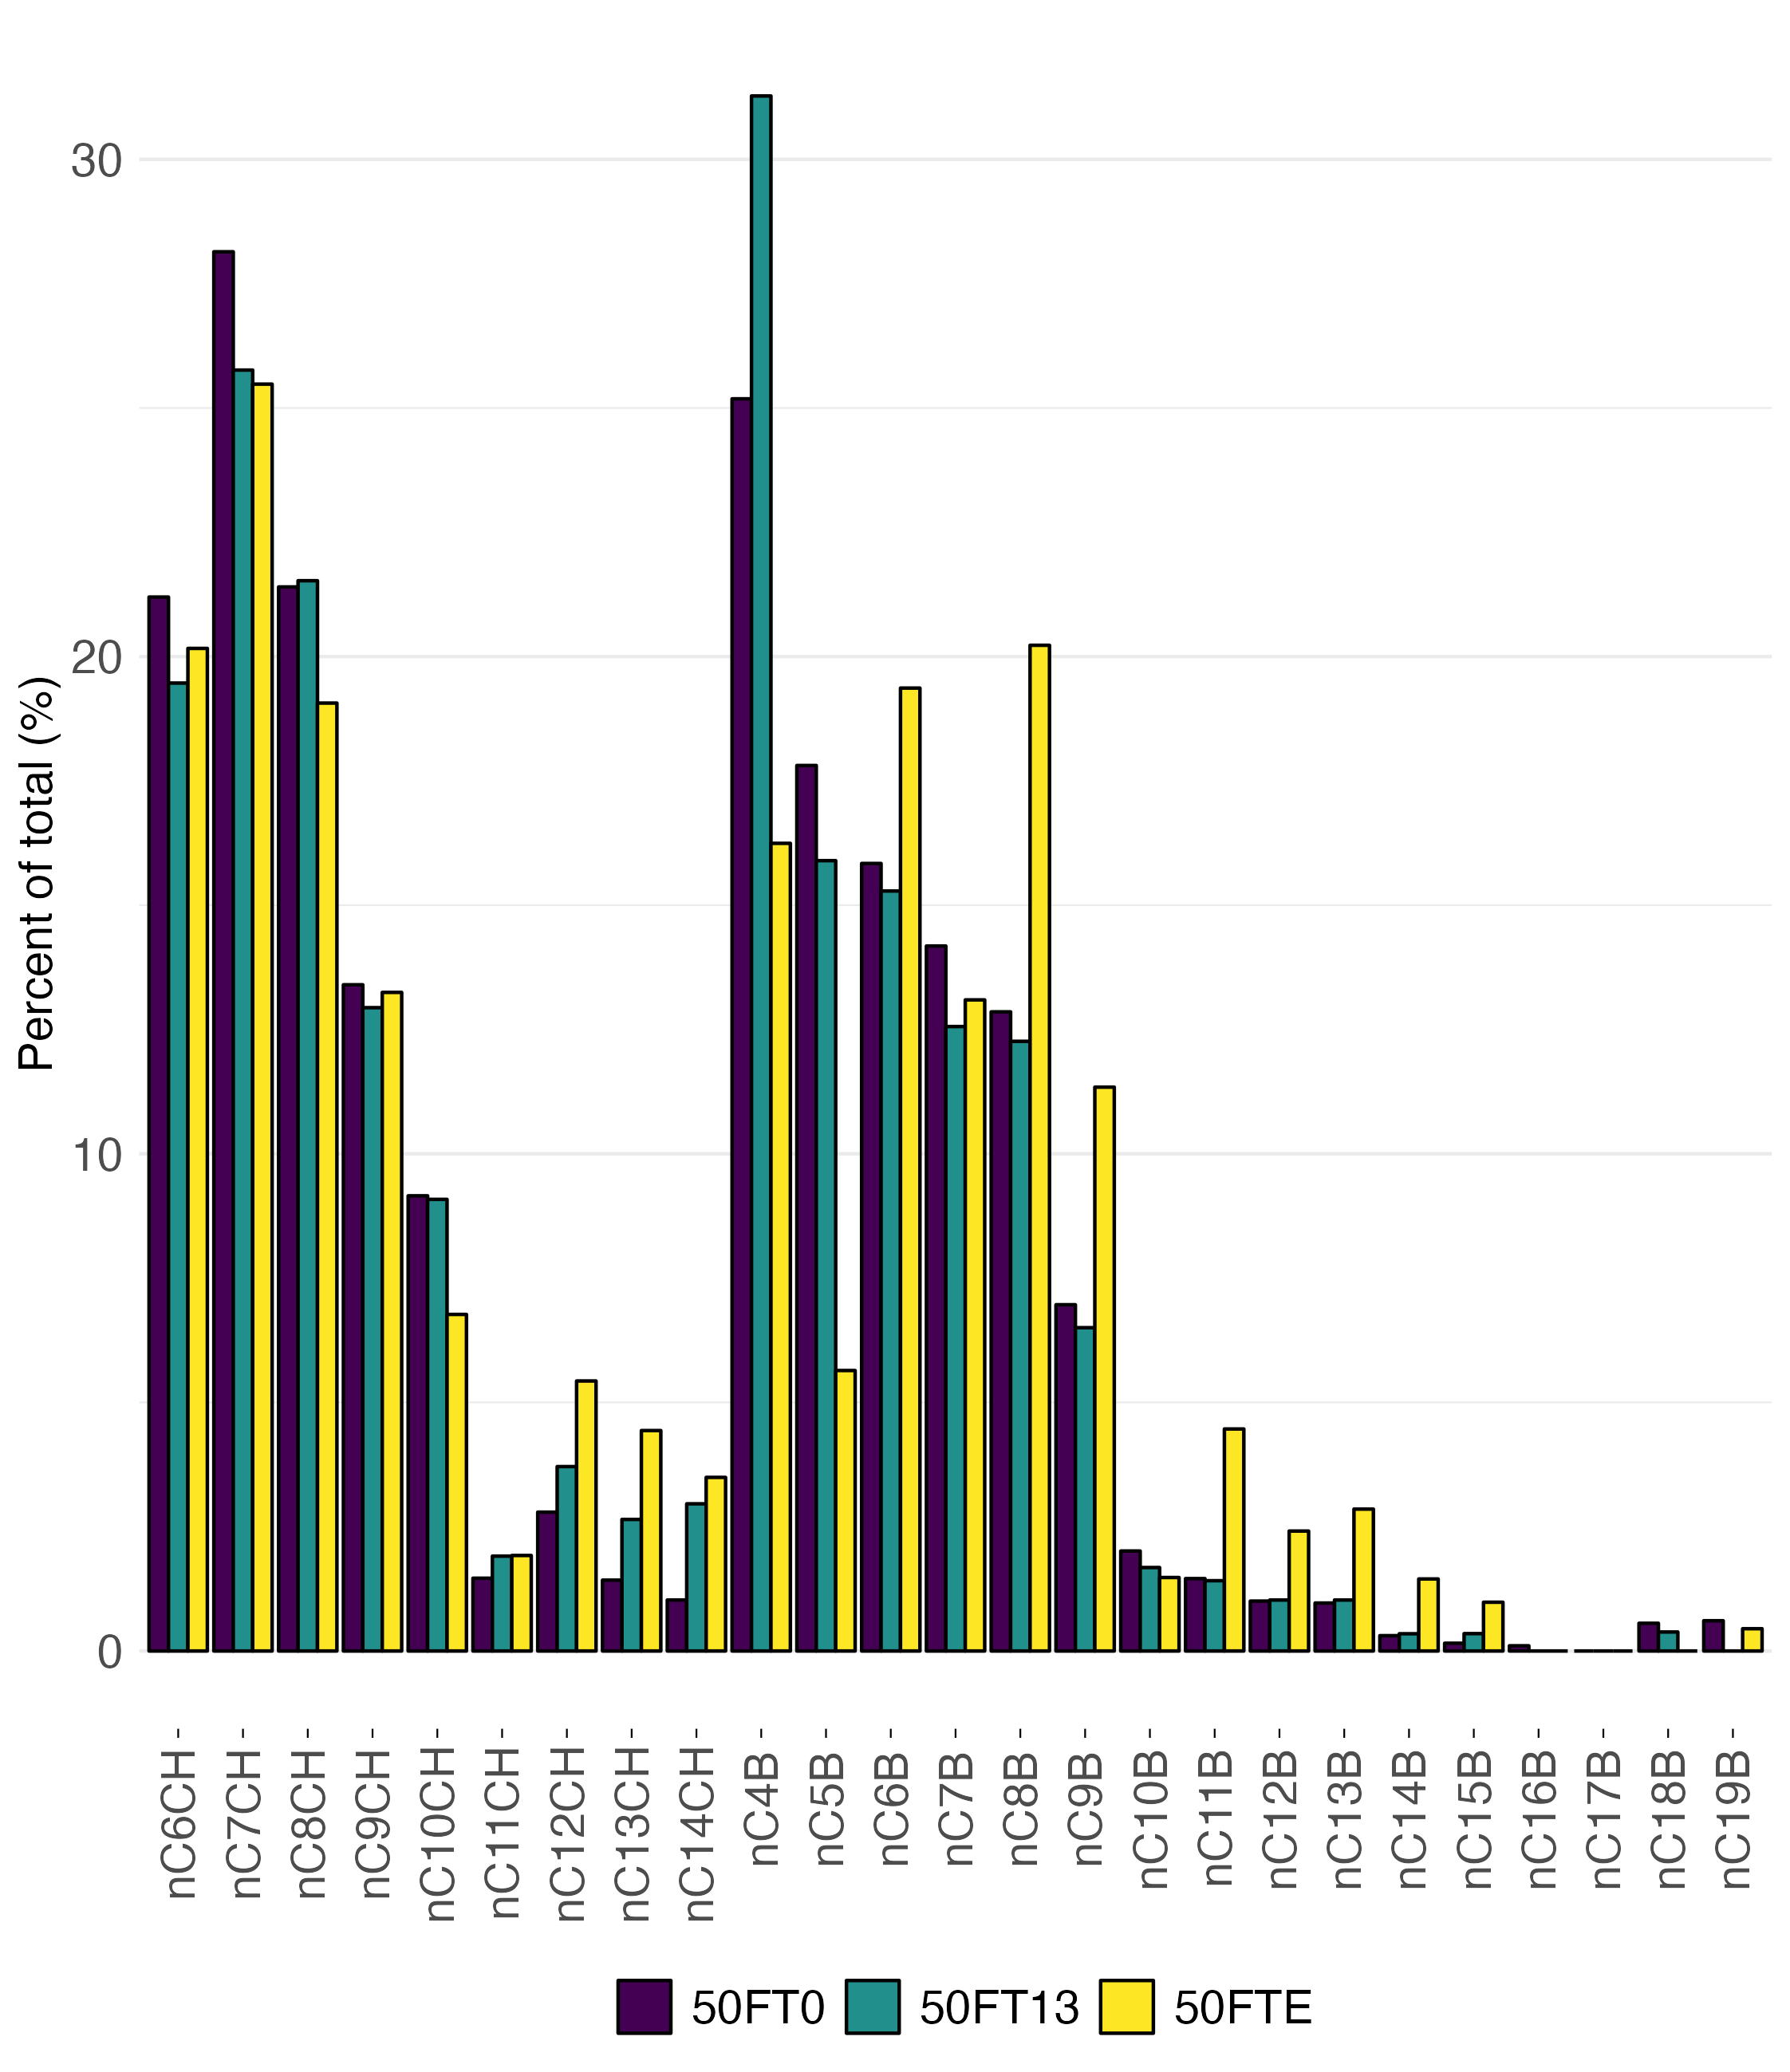 Percent of total (%)
30
20
10
0
nC6CH
nC7CH
nC8CH
nC9CH
nC10CH
nC11CH
nC12CH
nC13CH
nC14CH
nC4B
nC5B
nC6B
nC7B
nC8B
nC9B
nC10B
nC11B
nC12B
nC13B
nC14B
nC15B
nC16B
nC17B
nC18B
nC19B
50FT0 50FT13 50FTE